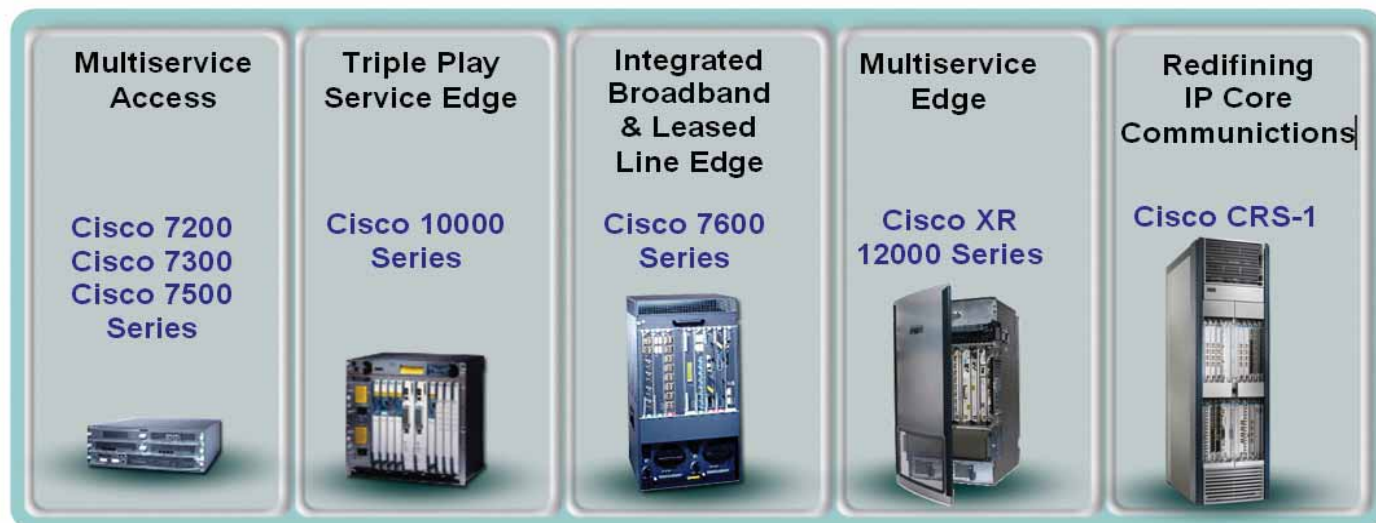 Multiservice
Access
Cisco 7200
Cisco 7300
Cisco 7500
Series
Triple Play
Service Edge
Cisco 10000
Series
Integrated
Broadband
& Leased
Line Edge
Cisco 7600
Series
Multiservice
Edge
Cisco XR
12000 Series
Redifining
IP Core
Communictions
Cisco CRS-1